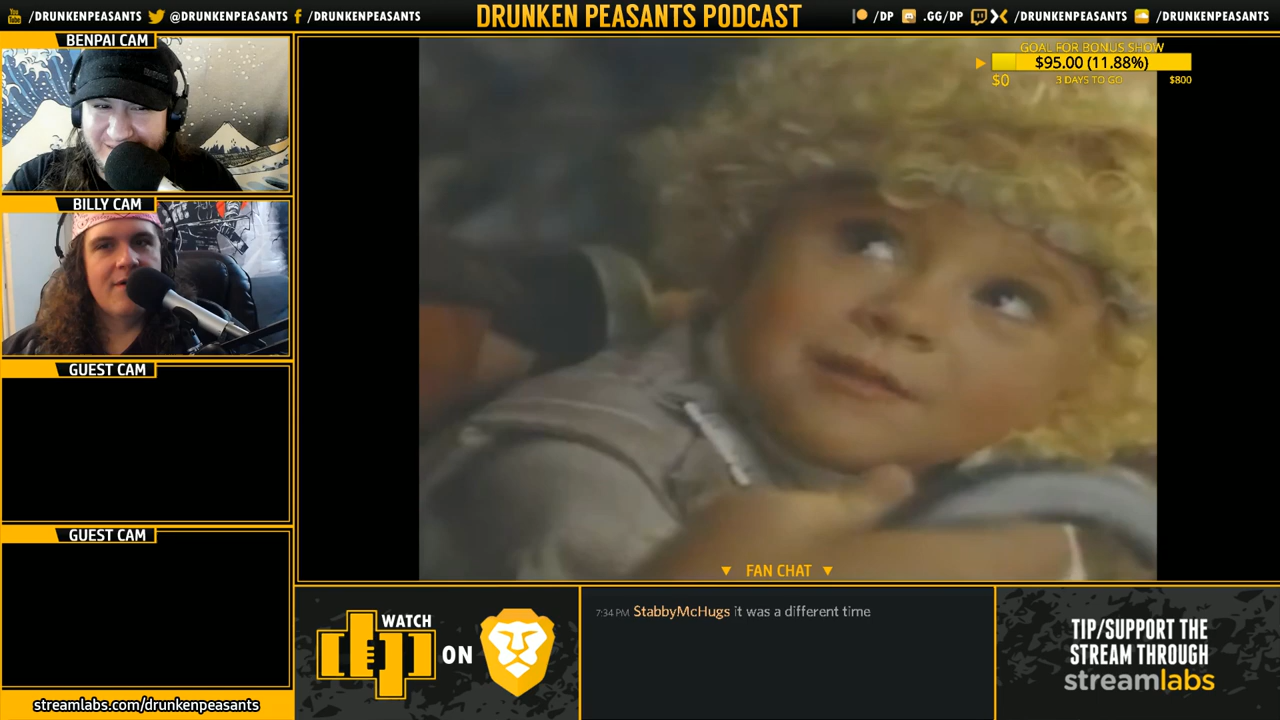 You Tube /DRUNKENPEASANTS @DRUNKENPEASANTS f /DRUNKENPEASANTS
DRUNKEN PEASANTS PODCAST
/DP .GG/DP /DRUNKENPEASANTS /DRUNKENPEASANTS
BENPAI CAM
GOAL FOR BONUS SHOW
$95.00 (11.88%)
$0 3 DAYS TO GO $800
BILLY CAM
GUEST CAM
GUEST CAM
FAN CHAT
WATCH
ON
7:34 PM StabbyMcHugs it was a different time
TIP/SUPPORT THE
STREAM THROUGH
streamlabs
streamlabs.com/drunkenpeasants